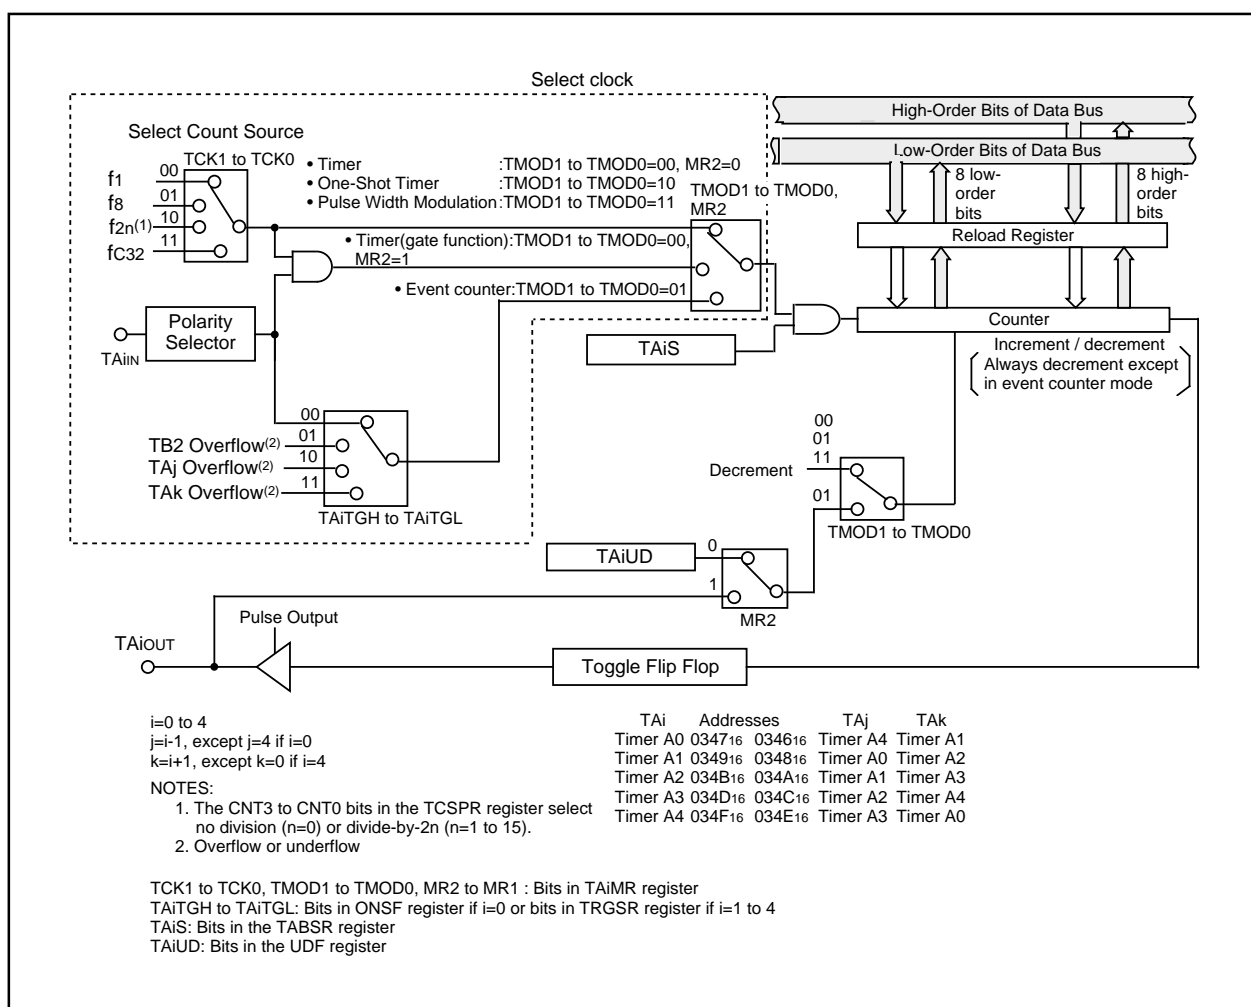 Select clock
High-Order Bits of Data Bus
Low-Order Bits of Data Bus
Select Count Source
TCK1 to TCK0
00
f1
01
f8
10
f2n(1)
11
fC32
• Timer :TMOD1 to TMOD0=00, MR2=0
• One-Shot Timer :TMOD1 to TMOD0=10
• Pulse Width Modulation:TMOD1 to TMOD0=11
TMOD1 to TMOD0,
MR2
8 low-
order
bits
8 high-
order
bits
Reload Register
• Timer(gate function):TMOD1 to TMOD0=00,
MR2=1
• Event counter:TMOD1 to TMOD0=01
Polarity
Selector
TAiIN
TAiS
Counter
Increment / decrement
Always decrement except
in event counter mode
00
01
TB2 Overflow(2)
10
TAj Overflow(2)
11
TAk Overflow(2)
TAiTGH to TAiTGL
00
01
11
Decrement
01
TMOD1 to TMOD0
TAiUD
0
1
MR2
Pulse Output
TAiOUT
Toggle Flip Flop
i=0 to 4
j=i-1, except j=4 if i=0
k=i+1, except k=0 if i=4
TAi Addresses TAj TAk
Timer A0 034716 034616 Timer A4 Timer A1
Timer A1 034916 034816 Timer A0 Timer A2
Timer A2 034B16 034A16 Timer A1 Timer A3
Timer A3 034D16 034C16 Timer A2 Timer A4
Timer A4 034F16 034E16 Timer A3 Timer A0
NOTES:
1. The CNT3 to CNT0 bits in the TCSPR register select
no division (n=0) or divide-by-2n (n=1 to 15).
2. Overflow or underflow
TCK1 to TCK0, TMOD1 to TMOD0, MR2 to MR1 : Bits in TAiMR register
TAiTGH to TAiTGL: Bits in ONSF register if i=0 or bits in TRGSR register if i=1 to 4
TAiS: Bits in the TABSR register
TAiUD: Bits in the UDF register